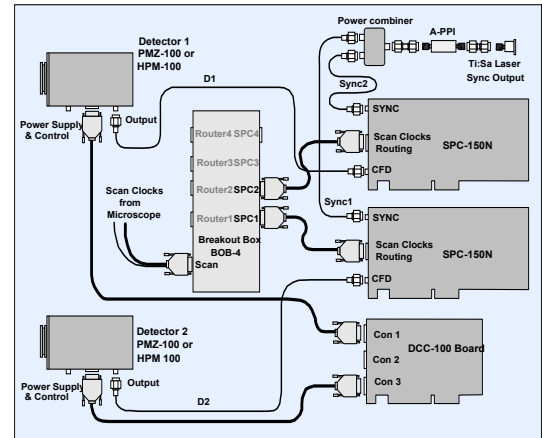 Detector 1
PMZ-100 or
HPM-100
Power Supply
& Control
Output
D1
Power combiner
A-PPI
Ti:Sa Laser
Sync Output
Sync2
SYNC
Scan Clocks
Routing
SPC-150N
CFD
Router4 SPC4
Router3 SPC3
Router2 SPC2
Router1 SPC1
Breakout Box
BOB-4
Scan
Scan Clocks
from
Microscope
Sync1
SYNC
Scan Clocks
Routing
SPC-150N
CFD
Detector 2
PMZ-100 or
HPM 100
Power Supply
& Control
Output
D2
Con 1
Con 2
Con 3
DCC-100 Board